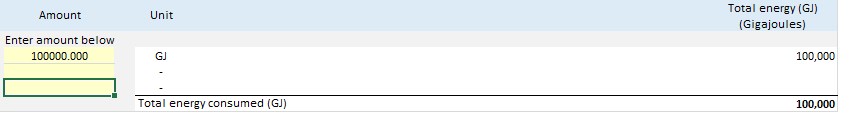 Amount Unit Total energy (GJ)
(Gigajoules)
Enter amount below
100000.000 GJ 100,000
-
-
Total energy consumed (GJ) 100,000